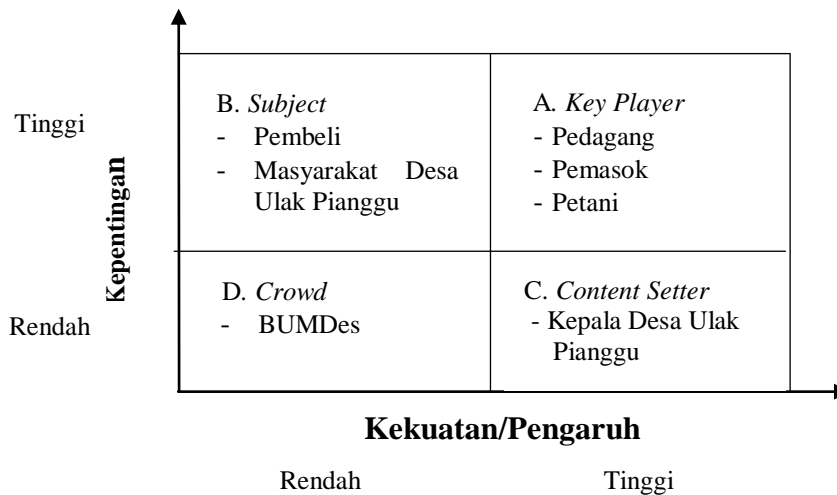 Tinggi
Kepentingan
Rendah
B. Subject
- Pembeli
- Masyarakat Desa
Ulak Pianggu
A. Key Player
- Pedagang
- Pemasok
- Petani
D. Crowd
- BUMDes
C. Content Setter
- Kepala Desa Ulak
Pianggu
Kekuatan/Pengaruh
Rendah
Tinggi